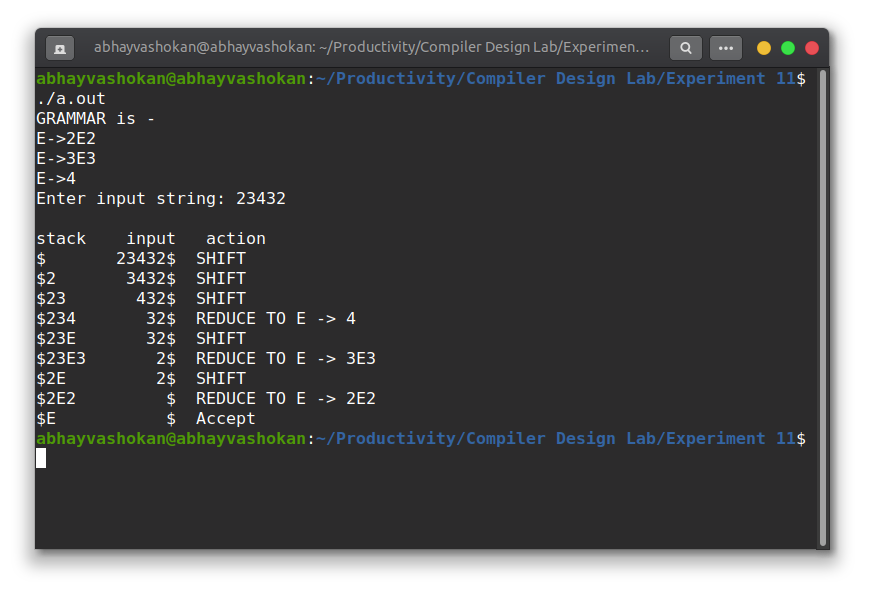 abhayvashokan@abhayvashokan: ~/Productivity/Compiler Design Lab/Experimen...
abhayvashokan@abhayvashokan:~/Productivity/Compiler Design Lab/Experiment 11$
./a.out
GRAMMAR is -
E->2E2
E->3E3
E->4
Enter input string: 23432

stack    input   action
$       23432$  SHIFT
$2       3432$  SHIFT
$23       432$  SHIFT
$234       32$  REDUCE TO E -> 4
$23E       32$  SHIFT
$23E3       2$  REDUCE TO E -> 3E3
$2E         2$  SHIFT
$2E2         $  REDUCE TO E -> 2E2
$E           $  Accept
abhayvashokan@abhayvashokan:~/Productivity/Compiler Design Lab/Experiment 11$